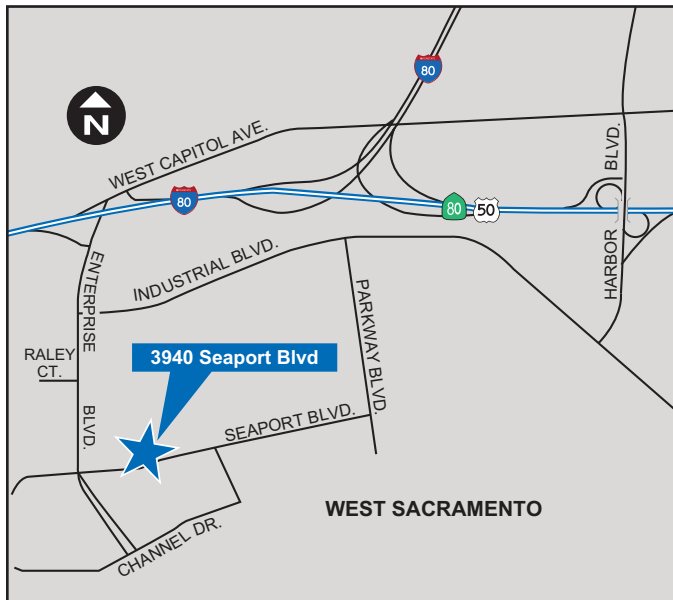 80
N
WEST CAPITOL AVE.
HARBOR BLVD.
80
80
50
ENTERPRISE BLVD.
INDUSTRIAL BLVD.
PARKWAY BLVD.
RALEY
CT.
3940 Seaport Blvd
SEAPORT BLVD.
WEST SACRAMENTO
CHANNEL DR.